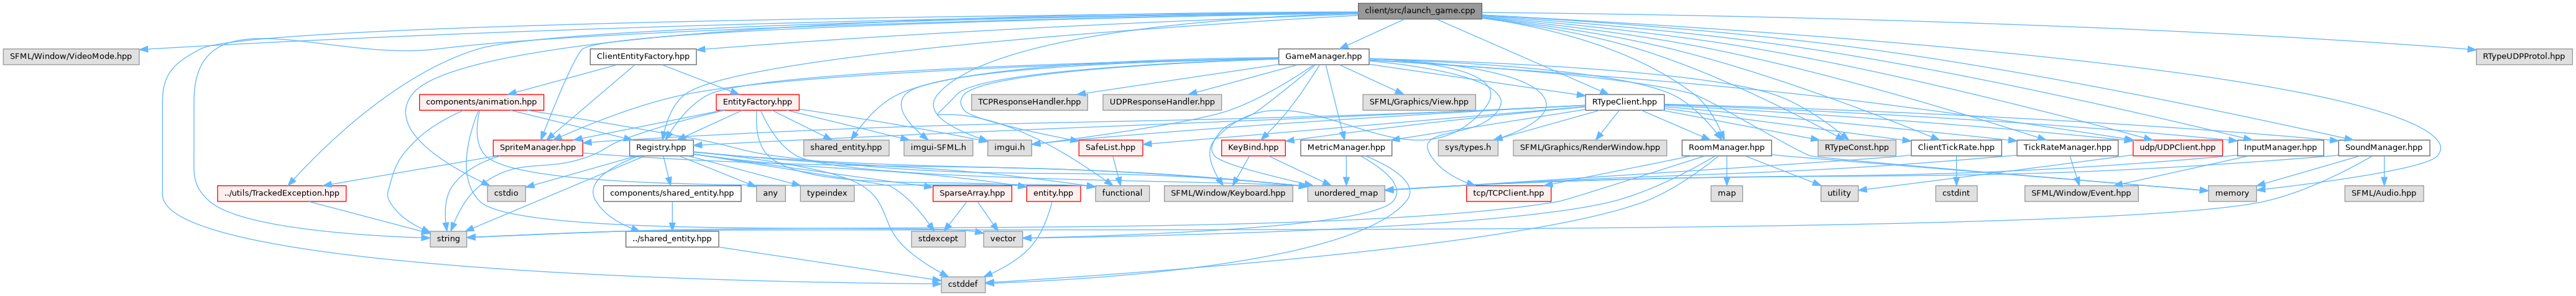 client/src/launch_game.cpp
SFML/Window/VideoMode.hpp
ClientEntityFactory.hpp
GameManager.hpp
RTypeUDPProtol.hpp
components/animation.hpp
EntityFactory.hpp
TCPResponseHandler.hpp
UDPResponseHandler.hpp
SFML/Graphics/View.hpp
RTypeClient.hpp
SpriteManager.hpp
Registry.hpp
shared_entity.hpp
imgui-SFML.h
imgui.h
SafeList.hpp
KeyBind.hpp
MetricManager.hpp
sys/types.h
SFML/Graphics/RenderWindow.hpp
RoomManager.hpp
RTypeConst.hpp
ClientTickRate.hpp
TickRateManager.hpp
udp/UDPClient.hpp
InputManager.hpp
SoundManager.hpp
../utils/TrackedException.hpp
cstdio
components/shared_entity.hpp
any
typeindex
SparseArray.hpp
entity.hpp
functional
SFML/Window/Keyboard.hpp
unordered_map
tcp/TCPClient.hpp
map
utility
cstdint
SFML/Window/Event.hpp
memory
SFML/Audio.hpp
string
../shared_entity.hpp
stdexcept
vector
cstddef